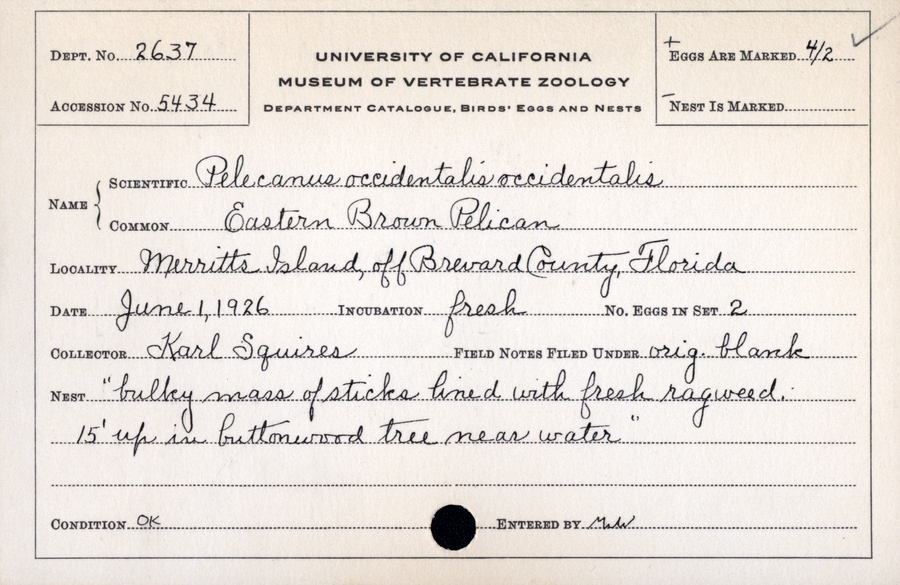 DEPT. No. 2637
UNIVERSITY OF CALIFORNIA
MUSEUM OF VERTEBRATE ZOOLOGY
DEPARTMENT CATALOGUE, BIRDS' EGGS AND NESTS
+ EGGS ARE MARKED 4/2 ✓
ACCESSION No. 5434
- NEST IS MARKED
NAME { SCIENTIFIC Pelecanus occidentalis occidentalis
COMMON Eastern Brown Pelican
LOCALITY Merritts Island, off Brevard County, Florida
DATE June 1, 1926 INCUBATION fresh No. EGGS IN SET 2
COLLECTOR Karl Squires FIELD NOTES FILED UNDER orig. blank
NEST "bulky mass of sticks lined with fresh ragweed.
15' up in buttonwood tree near water"
CONDITION OK ENTERED BY